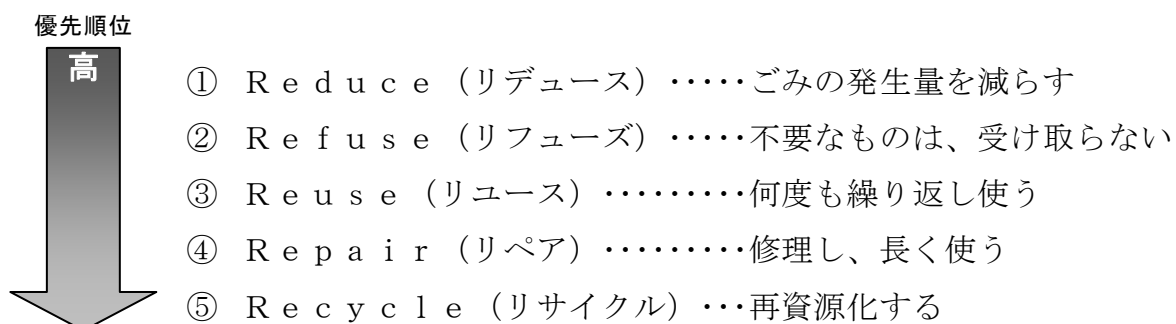 優先順位
高
① Ｒｅｄｕｃｅ（リデュース）・・・・・ごみの発生量を減らす
② Ｒｅｆｕｓｅ（リフューズ）・・・・・不要なものは、受け取らない
③ Ｒｅｕｓｅ（リユース）・・・・・・・・・何度も繰り返し使う
④ Ｒｅｐａｉｒ（リペア）・・・・・・・・・修理し、長く使う
⑤ Ｒｅｃｙｃｌｅ（リサイクル）・・・再資源化する